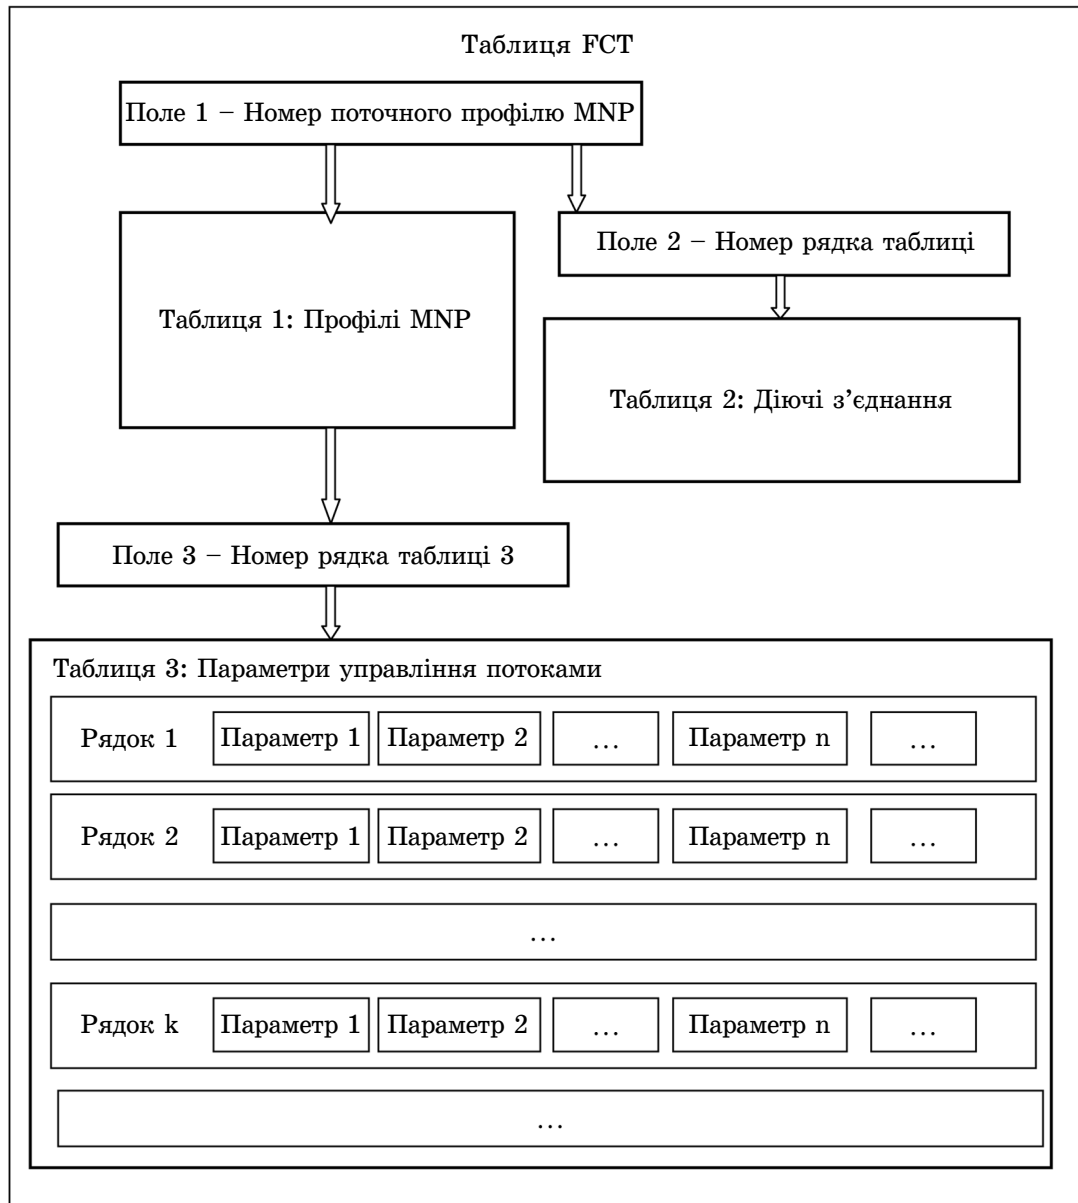 Таблиця FCT
Поле 1 – Номер поточного профілю MNP
Поле 2 – Номер рядка таблиці
Таблиця 1: Профілі MNP
Таблиця 2: Діючі з’єднання
Поле 3 – Номер рядка таблиці 3
Таблиця 3: Параметри управління потоками
Рядок 1 Параметр 1 Параметр 2 … Параметр n …
Рядок 2 Параметр 1 Параметр 2 … Параметр n …
…
Рядок k Параметр 1 Параметр 2 … Параметр n …
…